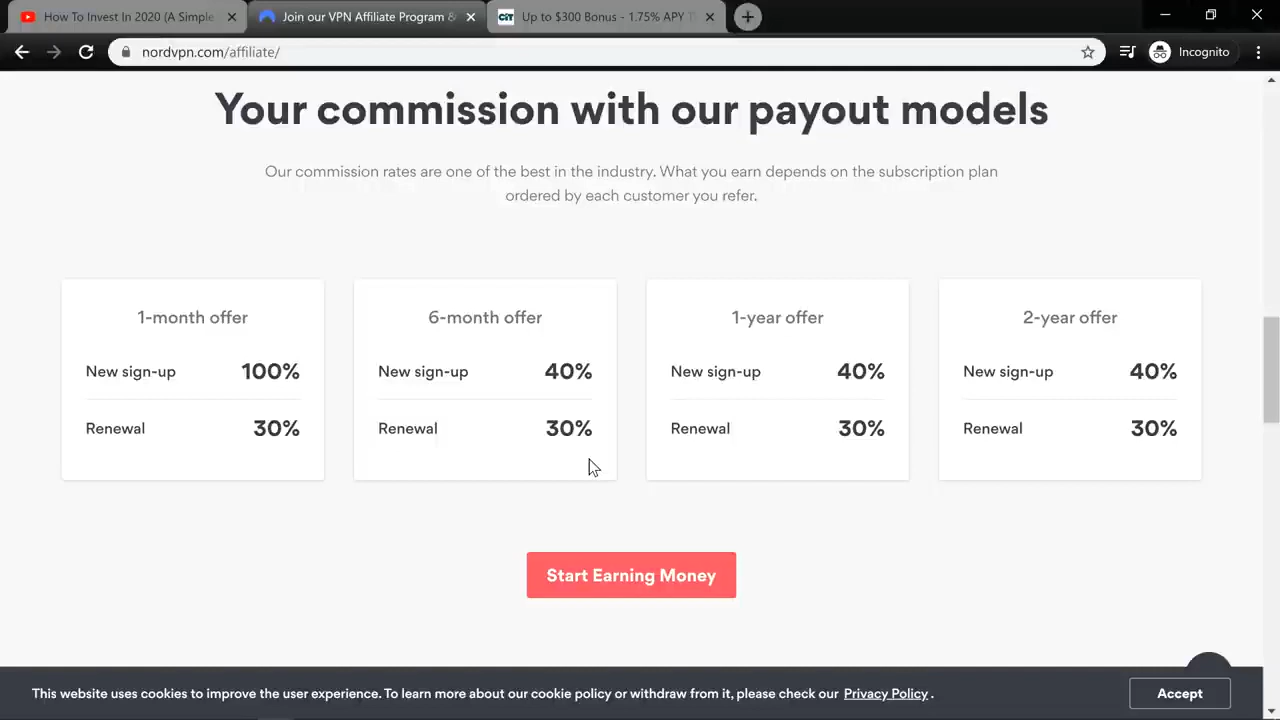 How To Invest In 2020 (A Simple
Join our VPN Affiliate Program &
CIT
Up to $300 Bonus - 1.75% APY T
nordvpn.com/affiliate/
Incognito
Your commission with our payout models
Our commission rates are one of the best in the industry. What you earn depends on the subscription plan
ordered by each customer you refer.
1-month offer
New sign-up 100%
Renewal 30%
6-month offer
New sign-up 40%
Renewal 30%
1-year offer
New sign-up 40%
Renewal 30%
2-year offer
New sign-up 40%
Renewal 30%
Start Earning Money
This website uses cookies to improve the user experience. To learn more about our cookie policy or withdraw from it, please check our Privacy Policy .
Accept